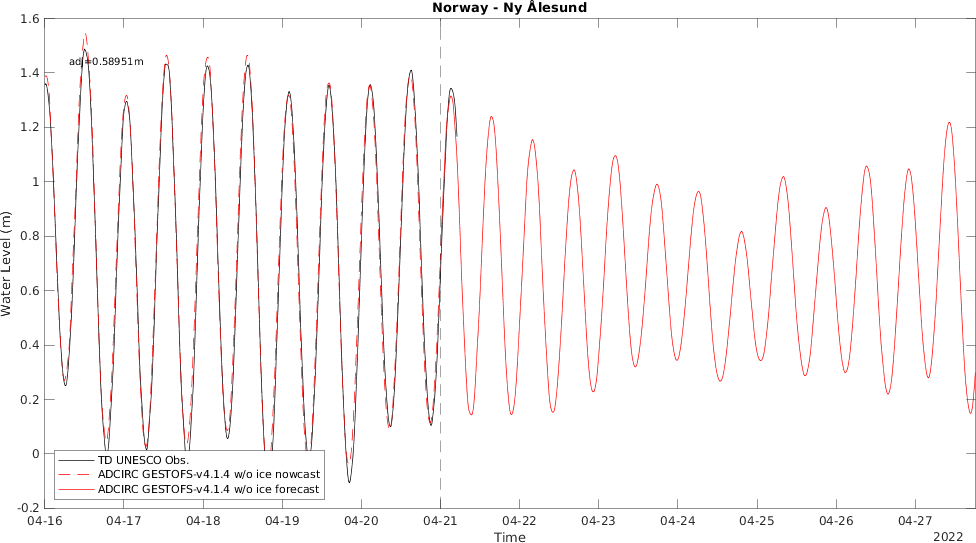 Norway - Ny Ålesund
1.6
1.4
1.2
1
0.8
0.6
0.4
0.2
0
-0.2
Water Level (m)
adj=0.58951m
TD UNESCO Obs.
ADCIRC GESTOFS-v4.1.4 w/o ice nowcast
ADCIRC GESTOFS-v4.1.4 w/o ice forecast
04-16 04-17 04-18 04-19 04-20 04-21 04-22 04-23 04-24 04-25 04-26 04-27
Time
2022